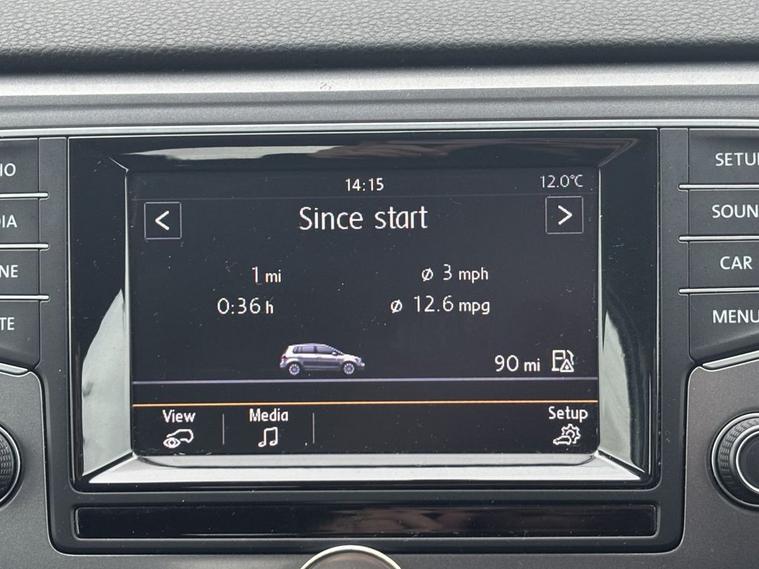 14:15 12.0°C
Since start
1 mi ⌀ 3 mph
0:36 h ⌀ 12.6 mpg
90 mi
View Media Setup
SETUP
SOUN
CAR
MENU
IO
IA
NE
TE